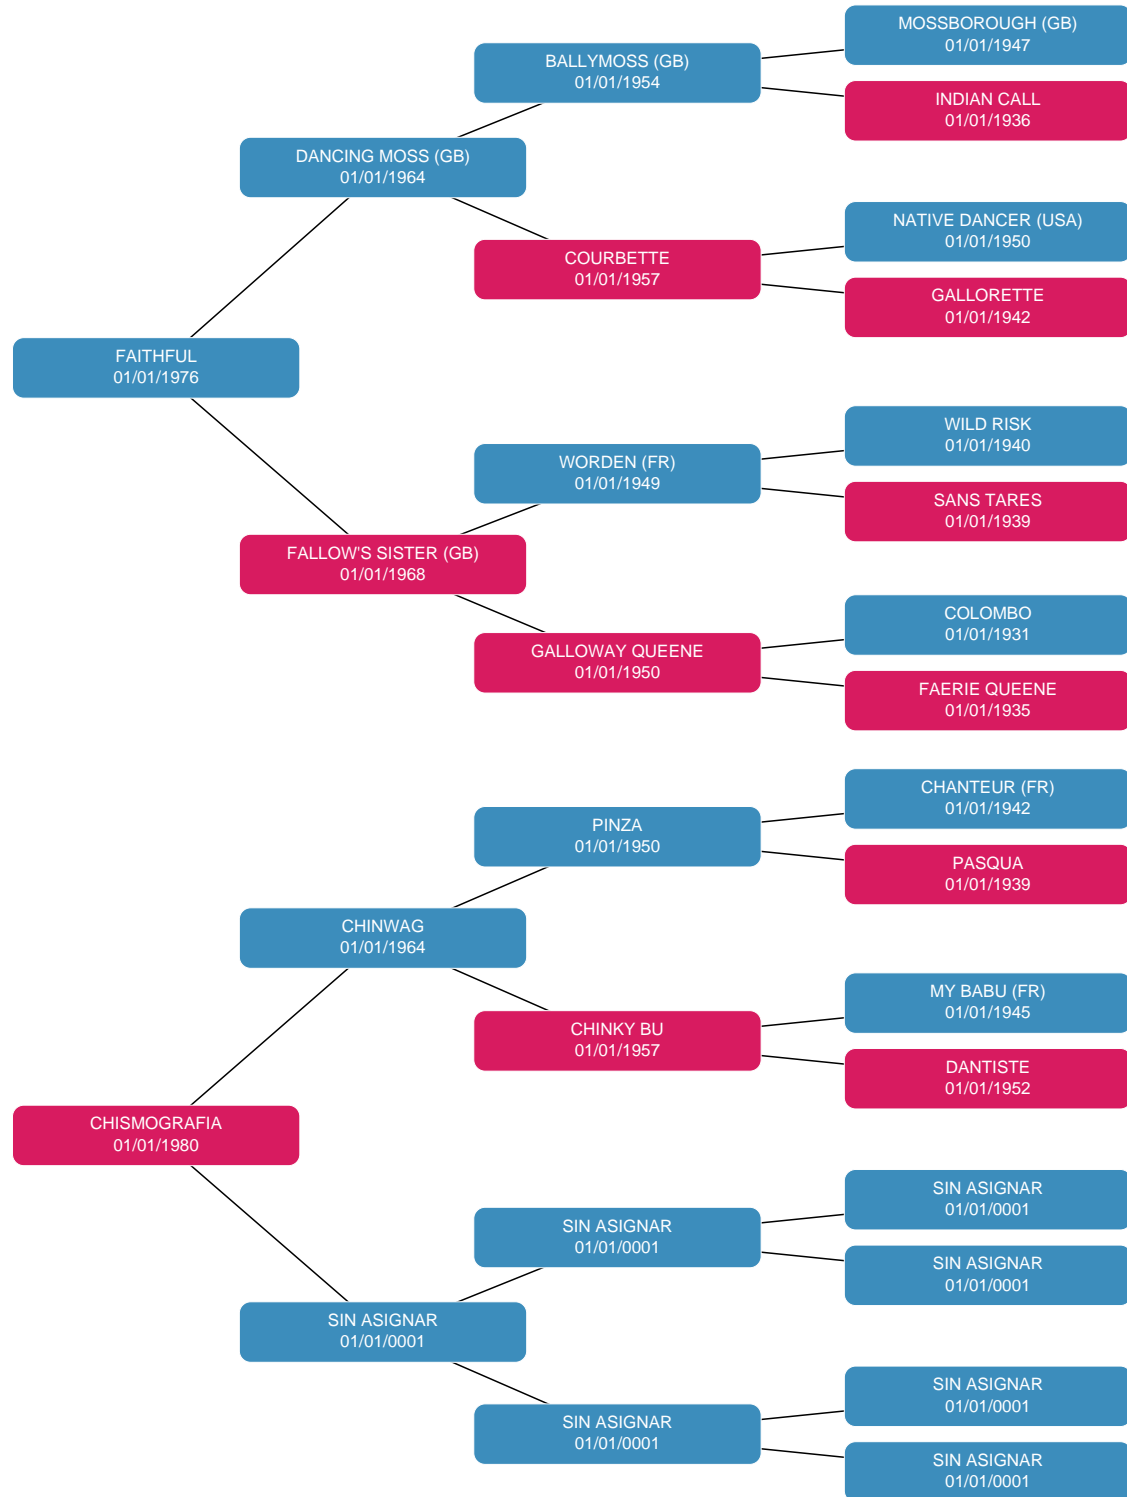 MOSSBOROUGH (GB)
01/01/1947
BALLYMOSS (GB)
01/01/1954
INDIAN CALL
01/01/1936
DANCING MOSS (GB)
01/01/1964
NATIVE DANCER (USA)
01/01/1950
COURBETTE
01/01/1957
GALLORETTE
01/01/1942
FAITHFUL
01/01/1976
WILD RISK
01/01/1940
WORDEN (FR)
01/01/1949
SANS TARES
01/01/1939
FALLOW'S SISTER (GB)
01/01/1968
COLOMBO
01/01/1931
GALLOWAY QUEENE
01/01/1950
FAERIE QUEENE
01/01/1935
CHANTEUR (FR)
01/01/1942
PINZA
01/01/1950
PASQUA
01/01/1939
CHINWAG
01/01/1964
MY BABU (FR)
01/01/1945
CHINKY BU
01/01/1957
DANTISTE
01/01/1952
CHISMOGRAFIA
01/01/1980
SIN ASIGNAR
01/01/0001
SIN ASIGNAR
01/01/0001
SIN ASIGNAR
01/01/0001
SIN ASIGNAR
01/01/0001
SIN ASIGNAR
01/01/0001
SIN ASIGNAR
01/01/0001
SIN ASIGNAR
01/01/0001